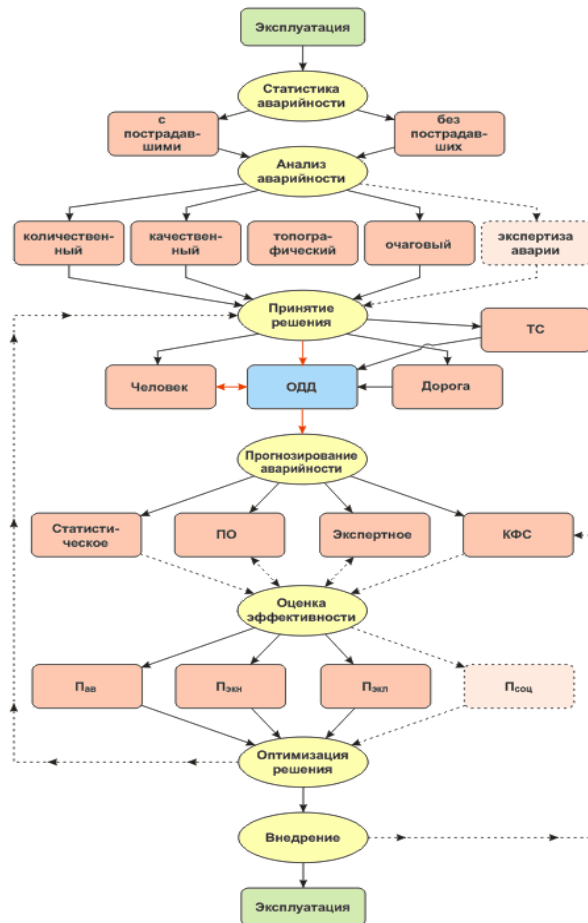 Эксплуатация
Статистика
аварийности
с
пострадав-
шими
без
пострадав-
ших
Анализ
аварийности
количествен-
ный
качествен-
ный
топогра-
фический
очаговый
экспертиза
аварии
Принятие
решения
ТС
Человек
ОДД
Дорога
Прогнозирование
аварийности
Статисти-
ческое
ПО
Экспертное
КФС
Оценка
эффективности
Пав
Пэкн
Пэкл
Псоц
Оптимизация
решения
Внедрение
Эксплуатация